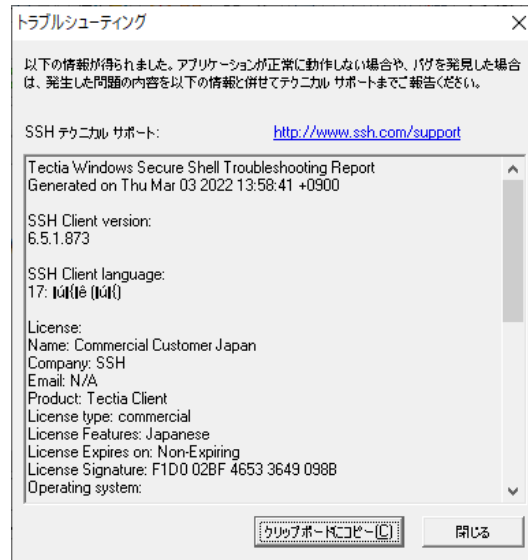 トラブルシューティング
以下の情報が得られました。アプリケーションが正常に動作しない場合や、バグを発見した場合
は、発生した問題の内容を以下の情報と併せてテクニカル サポートまでご報告ください。
SSH テクニカル サポート: http://www.ssh.com/support
Tectia Windows Secure Shell Troubleshooting Report
Generated on Thu Mar 03 2022 13:58:41 +0900
SSH Client version:
6.5.1.873
SSH Client language:
17:
License:
Name: Commercial Customer Japan
Company: SSH
Email: N/A
Product: Tectia Client
License type: commercial
License Features: Japanese
License Expires on: Non-Expiring
License Signature: F1D0 02BF 4653 3649 098B
Operating system:
クリップボードにコピー(C) 閉じる